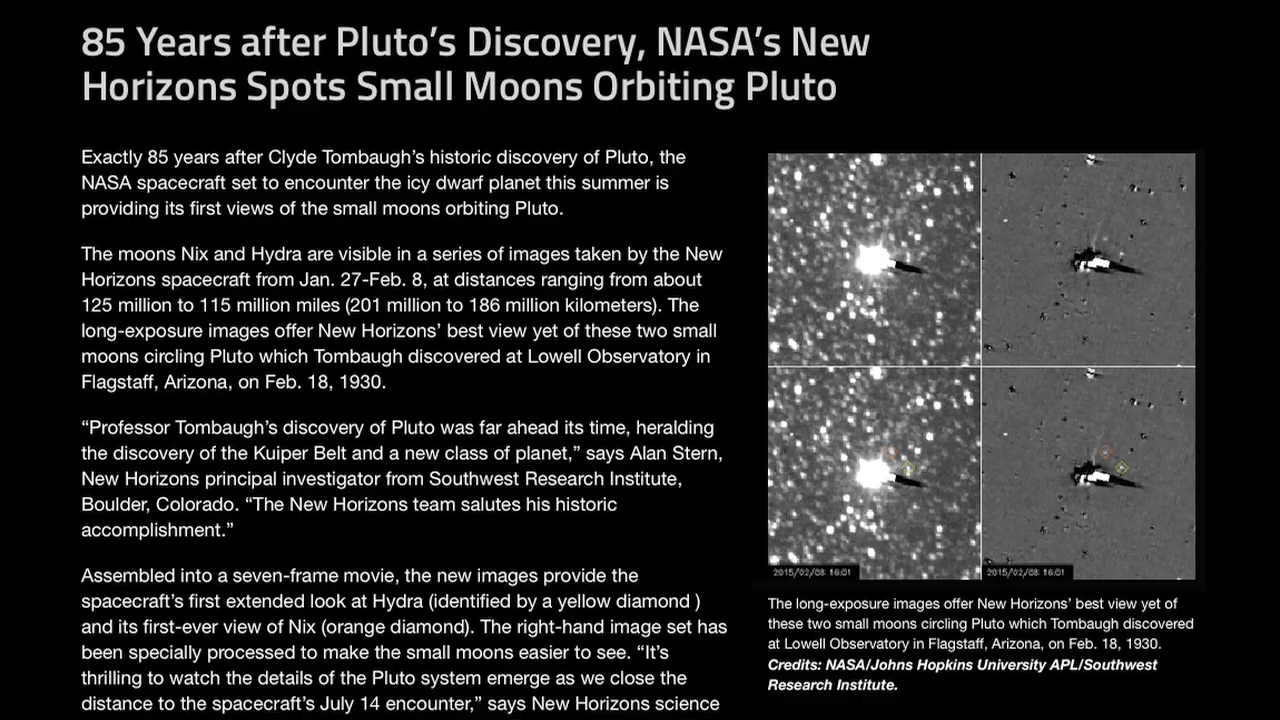 85 Years after Pluto’s Discovery, NASA’s New
Horizons Spots Small Moons Orbiting Pluto
Exactly 85 years after Clyde Tombaugh’s historic discovery of Pluto, the
NASA spacecraft set to encounter the icy dwarf planet this summer is
providing its first views of the small moons orbiting Pluto.
The moons Nix and Hydra are visible in a series of images taken by the New
Horizons spacecraft from Jan. 27-Feb. 8, at distances ranging from about
125 million to 115 million miles (201 million to 186 million kilometers). The
long-exposure images offer New Horizons’ best view yet of these two small
moons circling Pluto which Tombaugh discovered at Lowell Observatory in
Flagstaff, Arizona, on Feb. 18, 1930.
“Professor Tombaugh’s discovery of Pluto was far ahead its time, heralding
the discovery of the Kuiper Belt and a new class of planet,” says Alan Stern,
New Horizons principal investigator from Southwest Research Institute,
Boulder, Colorado. “The New Horizons team salutes his historic
accomplishment.”
Assembled into a seven-frame movie, the new images provide the
spacecraft’s first extended look at Hydra (identified by a yellow diamond )
and its first-ever view of Nix (orange diamond). The right-hand image set has
been specially processed to make the small moons easier to see. “It’s
thrilling to watch the details of the Pluto system emerge as we close the
distance to the spacecraft’s July 14 encounter,” says New Horizons science
2015/02/08 16:01
2015/02/08 16:01
The long-exposure images offer New Horizons’ best view yet of
these two small moons circling Pluto which Tombaugh discovered
at Lowell Observatory in Flagstaff, Arizona, on Feb. 18, 1930.
Credits: NASA/Johns Hopkins University APL/Southwest
Research Institute.